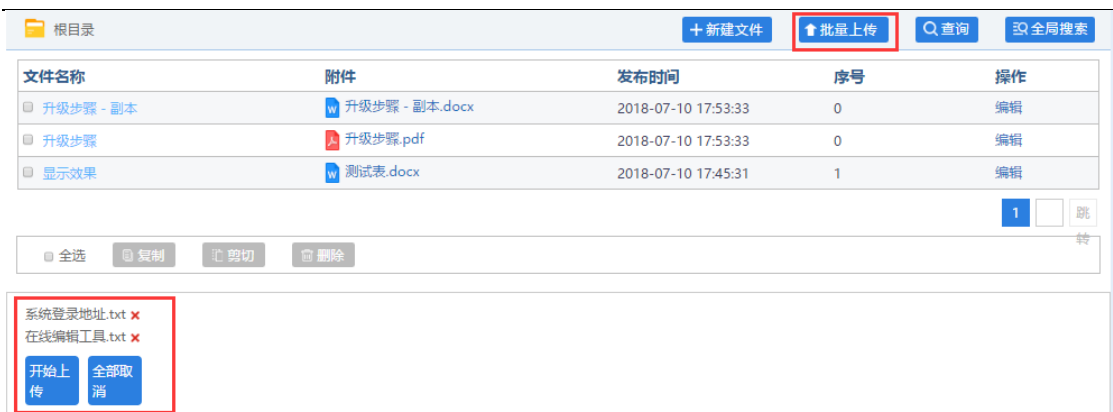 根目录 新建文件 批量上传 查询 全局搜索
文件名称 附件 发布时间 序号 操作
升级步骤 - 副本 升级步骤 - 副本.docx 2018-07-10 17:53:33 0 编辑
升级步骤 升级步骤.pdf 2018-07-10 17:53:33 0 编辑
显示效果 测试表.docx 2018-07-10 17:45:31 1 编辑
1 跳
转
全选 复制 剪切 删除
系统登录地址.txt
在线编辑工具.txt
开始上 全部取
传 消